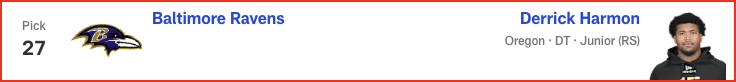 Pick
27
Baltimore Ravens
Derrick Harmon
Oregon · DT · Junior (RS)